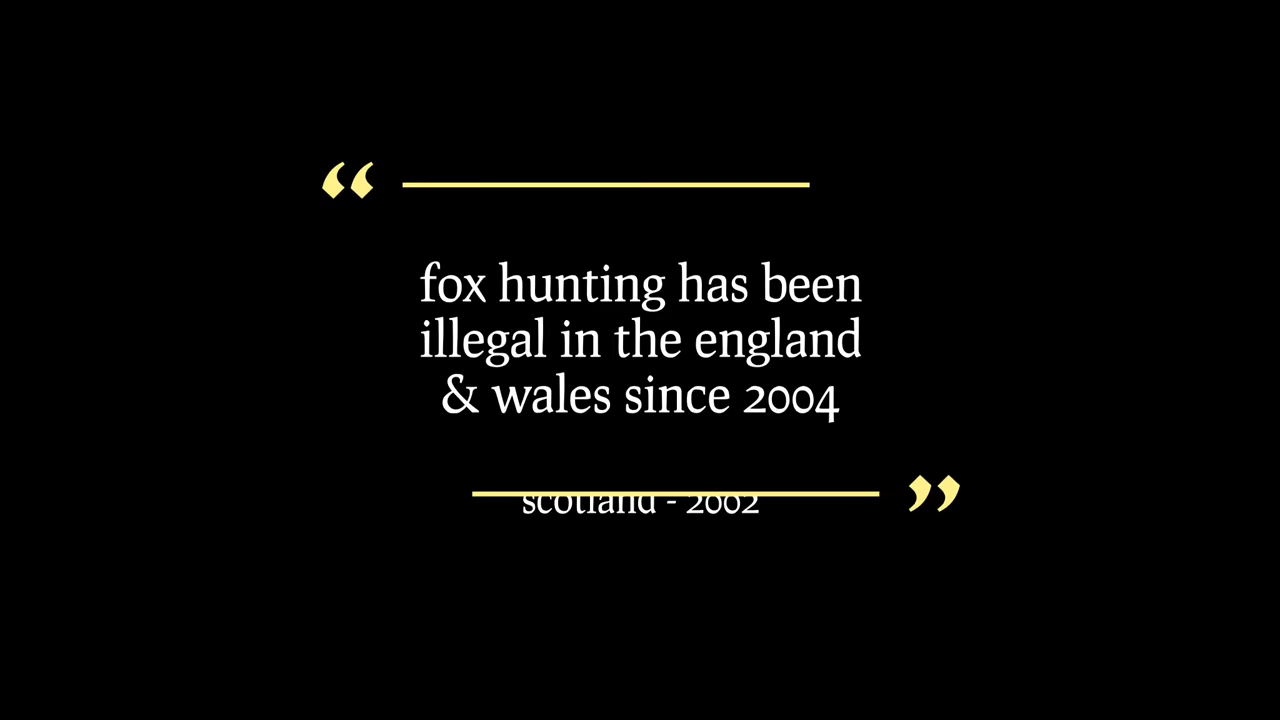 “
fox hunting has been
illegal in the england
& wales since 2004
scotland - 2002
”